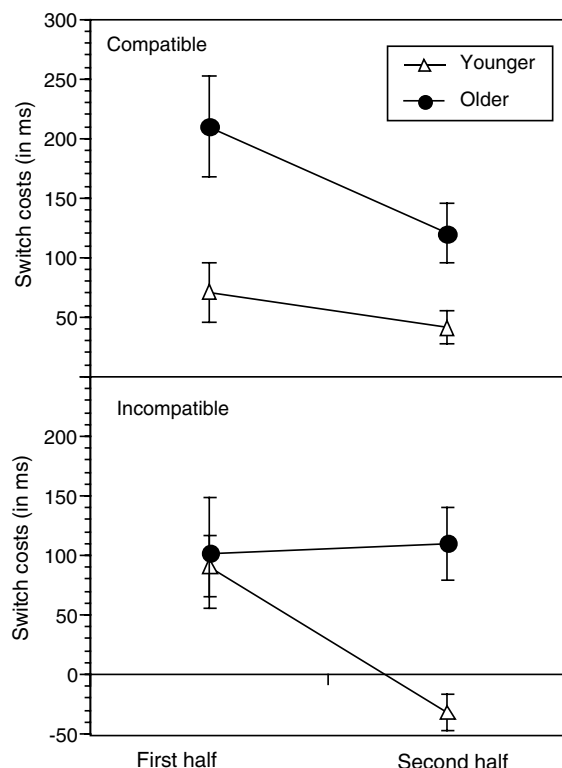 300
Compatible
Younger
Older
250
200
150
100
50
Switch costs (in ms)
Incompatible
200
150
100
50
0
-50
Switch costs (in ms)
First half
Second half